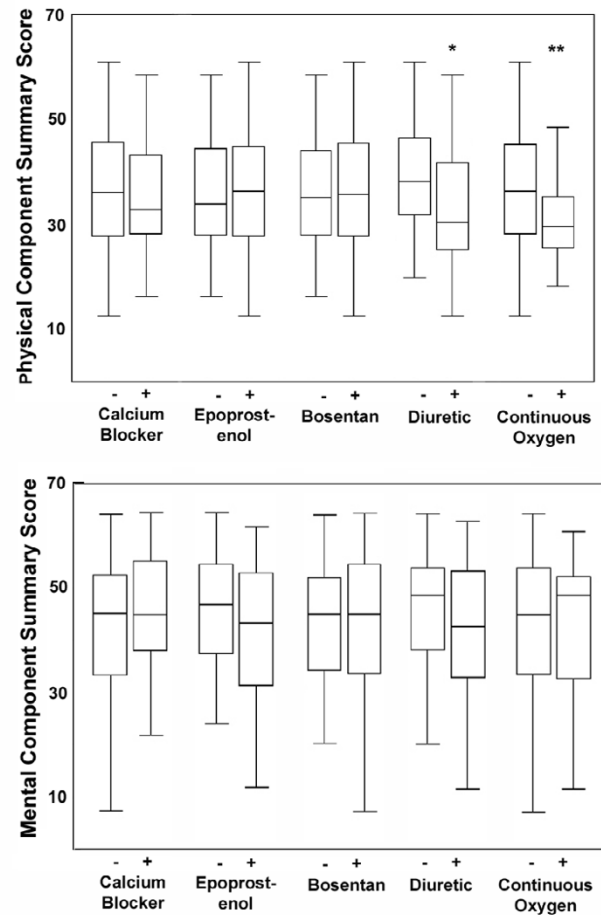 Physical Component Summary Score
70
50
30
10
* **
- + - + - + - + - +
Calcium Blocker
Epoprost-enol
Bosentan
Diuretic
Continuous Oxygen
Mental Component Summary Score
70
50
30
10
- + - + - + - + - +
Calcium Blocker
Epoprost-enol
Bosentan
Diuretic
Continuous Oxygen